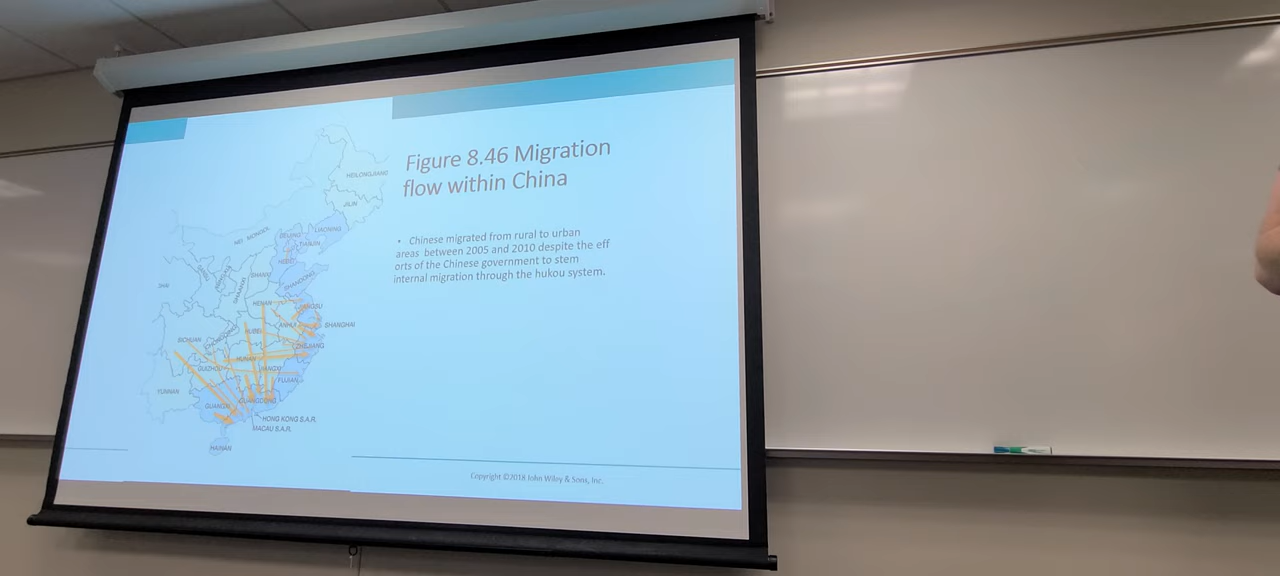 Figure 8.46 Migration
flow within China
• Chinese migrated from rural to urban
areas between 2005 and 2010 despite the eff
orts of the Chinese government to stem
internal migration through the hukou system.
HEILONGJIANG
JILIN
LIAONING
BEIJING
TIANJIN
NEI MONGOL
HEBEI
SHANXI
SHANDONG
SHAANXI
HENAN
JIANGSU
ANHUI
SHANGHAI
HUBEI
SICHUAN
ZHEJIANG
HUNAN
JIANGXI
GUIZHOU
FUJIAN
YUNNAN
GUANGXI
GUANGDONG
HONG KONG S.A.R.
MACAU S.A.R.
HAINAN
Copyright ©2018 John Wiley & Sons, Inc.